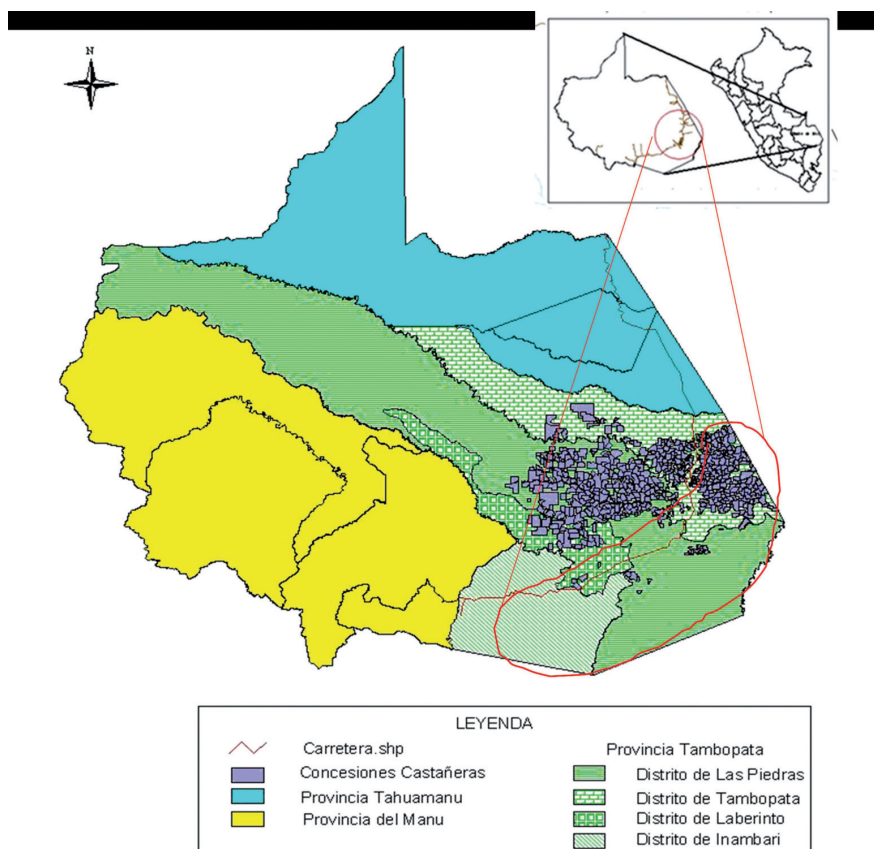 N
LEYENDA
Carretera.shp
Concesiones Castañeras
Provincia Tahuamanu
Provincia del Manu
Provincia Tambopata
Distrito de Las Piedras
Distrito de Tambopata
Distrito de Laberinto
Distrito de Inambari